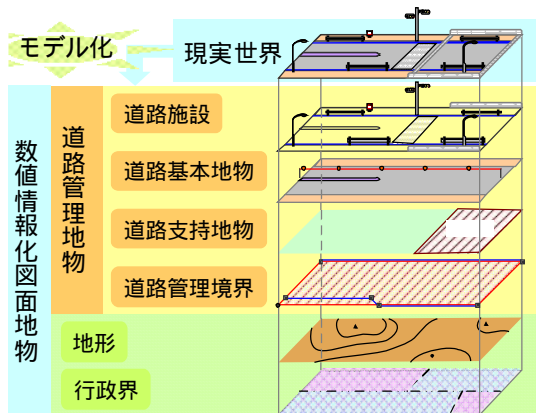 モデル化
現実世界
数値情報化図面地物
道路管理地物
道路施設
道路基本地物
道路支持地物
道路管理境界
地形
行政界